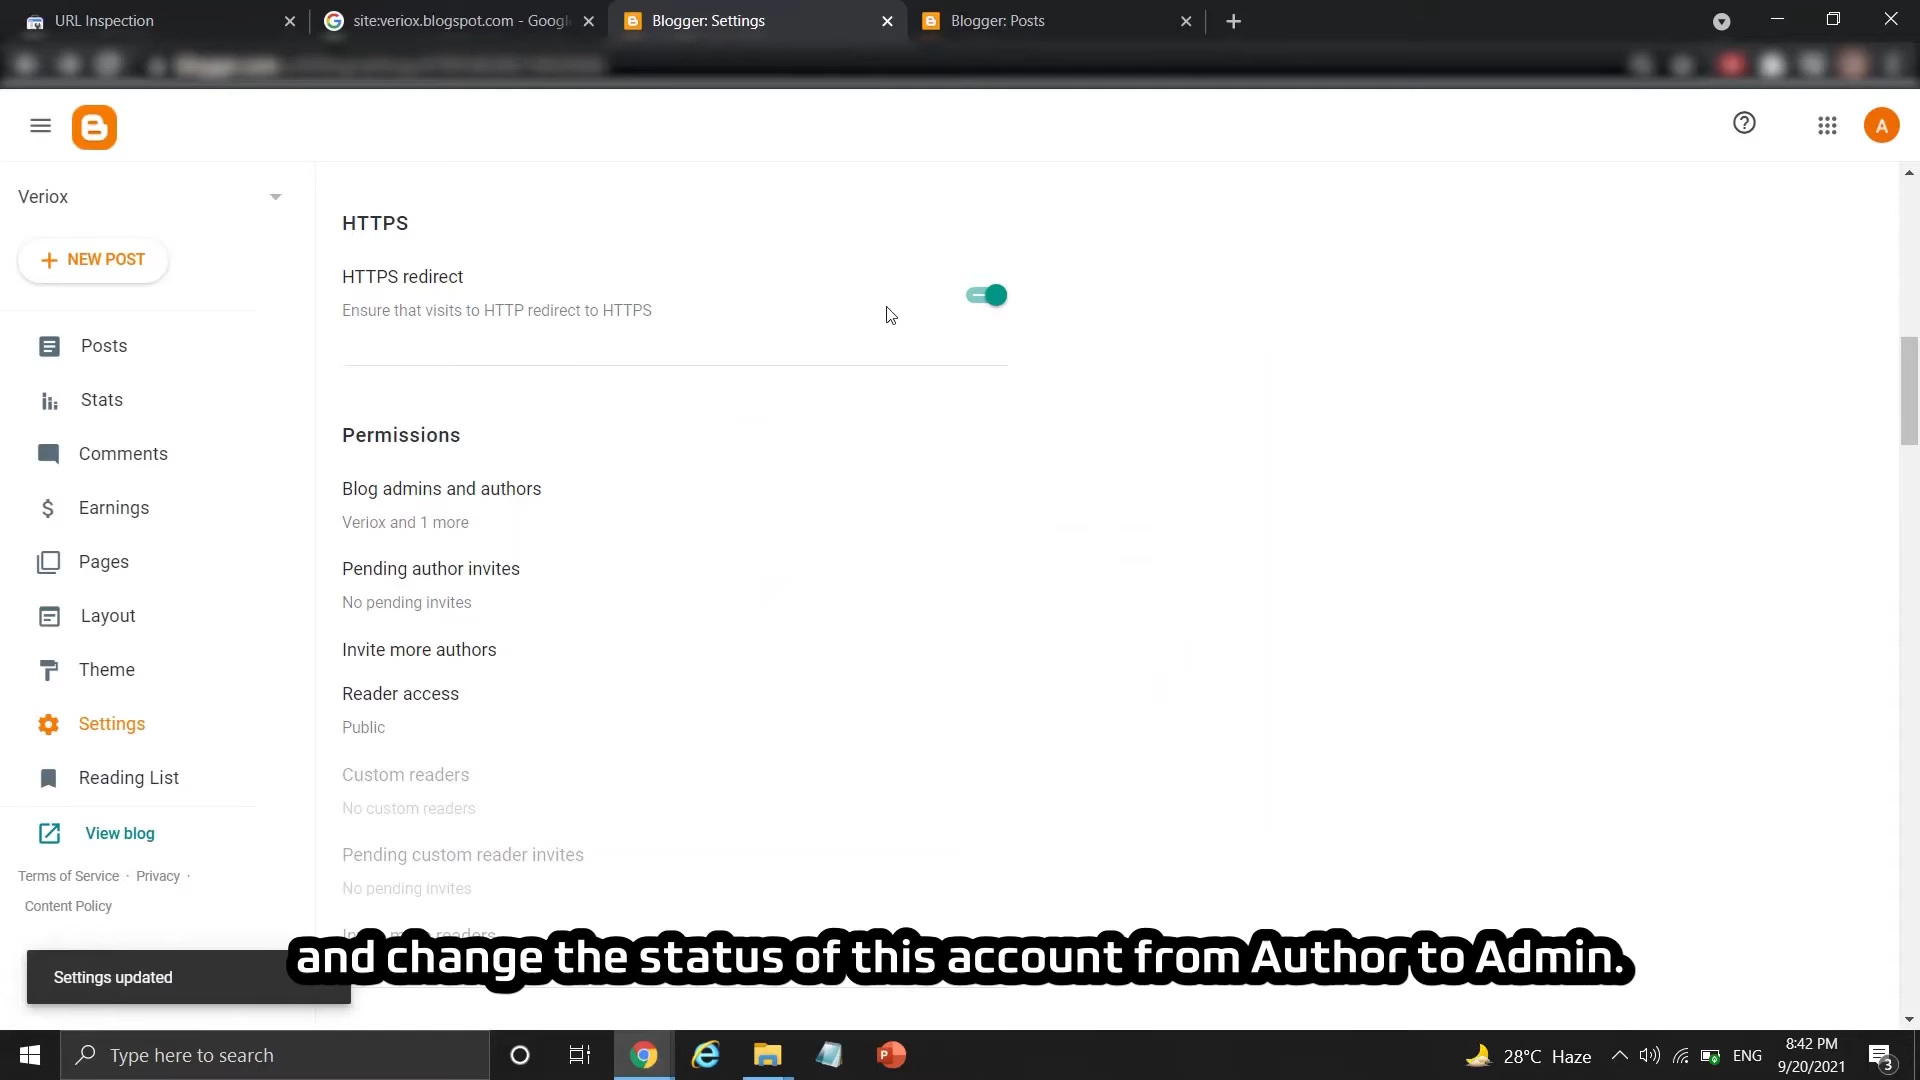 URL Inspection
site:veriox.blogspot.com - Googl
Blogger: Settings
Blogger: Posts
A
Veriox
NEW POST
Posts
Stats
Comments
Earnings
Pages
Layout
Theme
Settings
Reading List
View blog
Terms of Service · Privacy ·
Content Policy
HTTPS
HTTPS redirect
Ensure that visits to HTTP redirect to HTTPS
Permissions
Blog admins and authors
Veriox and 1 more
Pending author invites
No pending invites
Invite more authors
Reader access
Public
Custom readers
No custom readers
Pending custom reader invites
No pending invites
Settings updated
and change the status of this account from Author to Admin.
Type here to search
28°C Haze
ENG
8:42 PM
9/20/2021
3